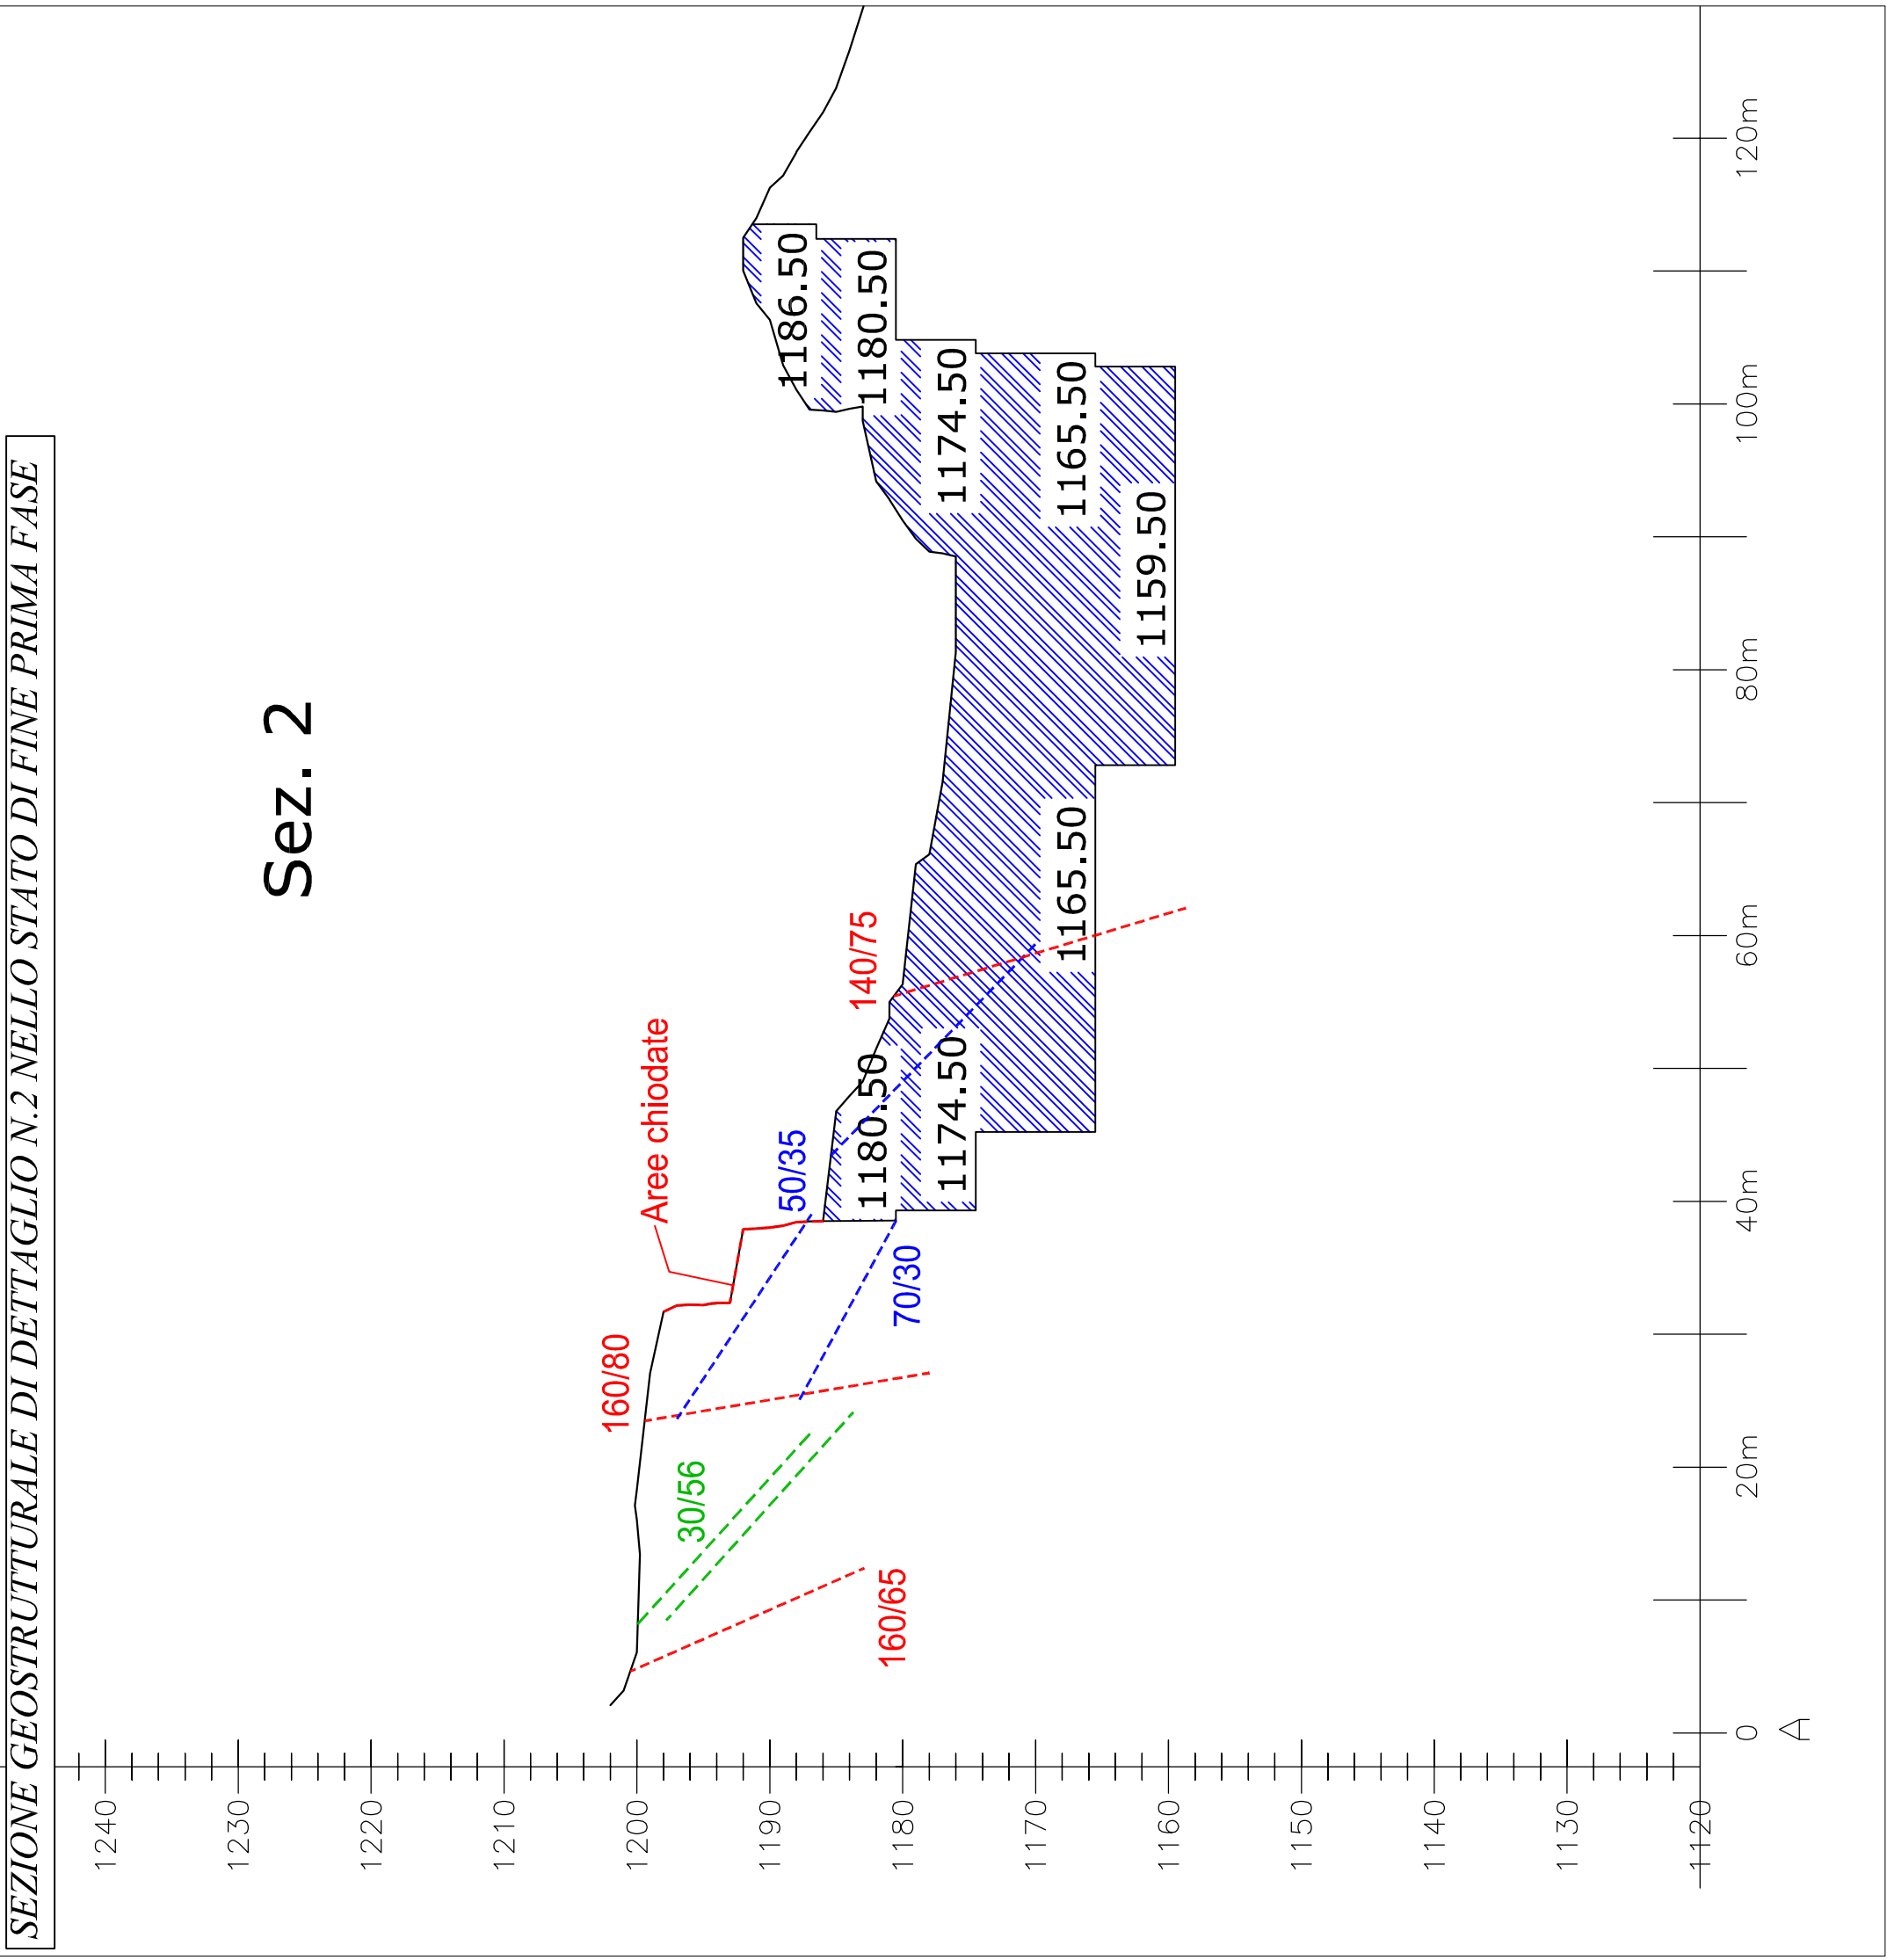 SEZIONE GEOSTRUTTURALE DI DETTAGLIO N.2 NELLO STATO DI FINE PRIMA FASE
Sez. 2
1240
1230
1220
1210
1200
1190
1180
1170
1160
1150
1140
1130
1120
160/80
Aree chiodate
30/56
50/35
140/75
160/65
70/30
1186.50
1180.50
1180.50
1174.50
1174.50
1165.50
1165.50
1159.50
0
20m
40m
60m
80m
100m
120m
A